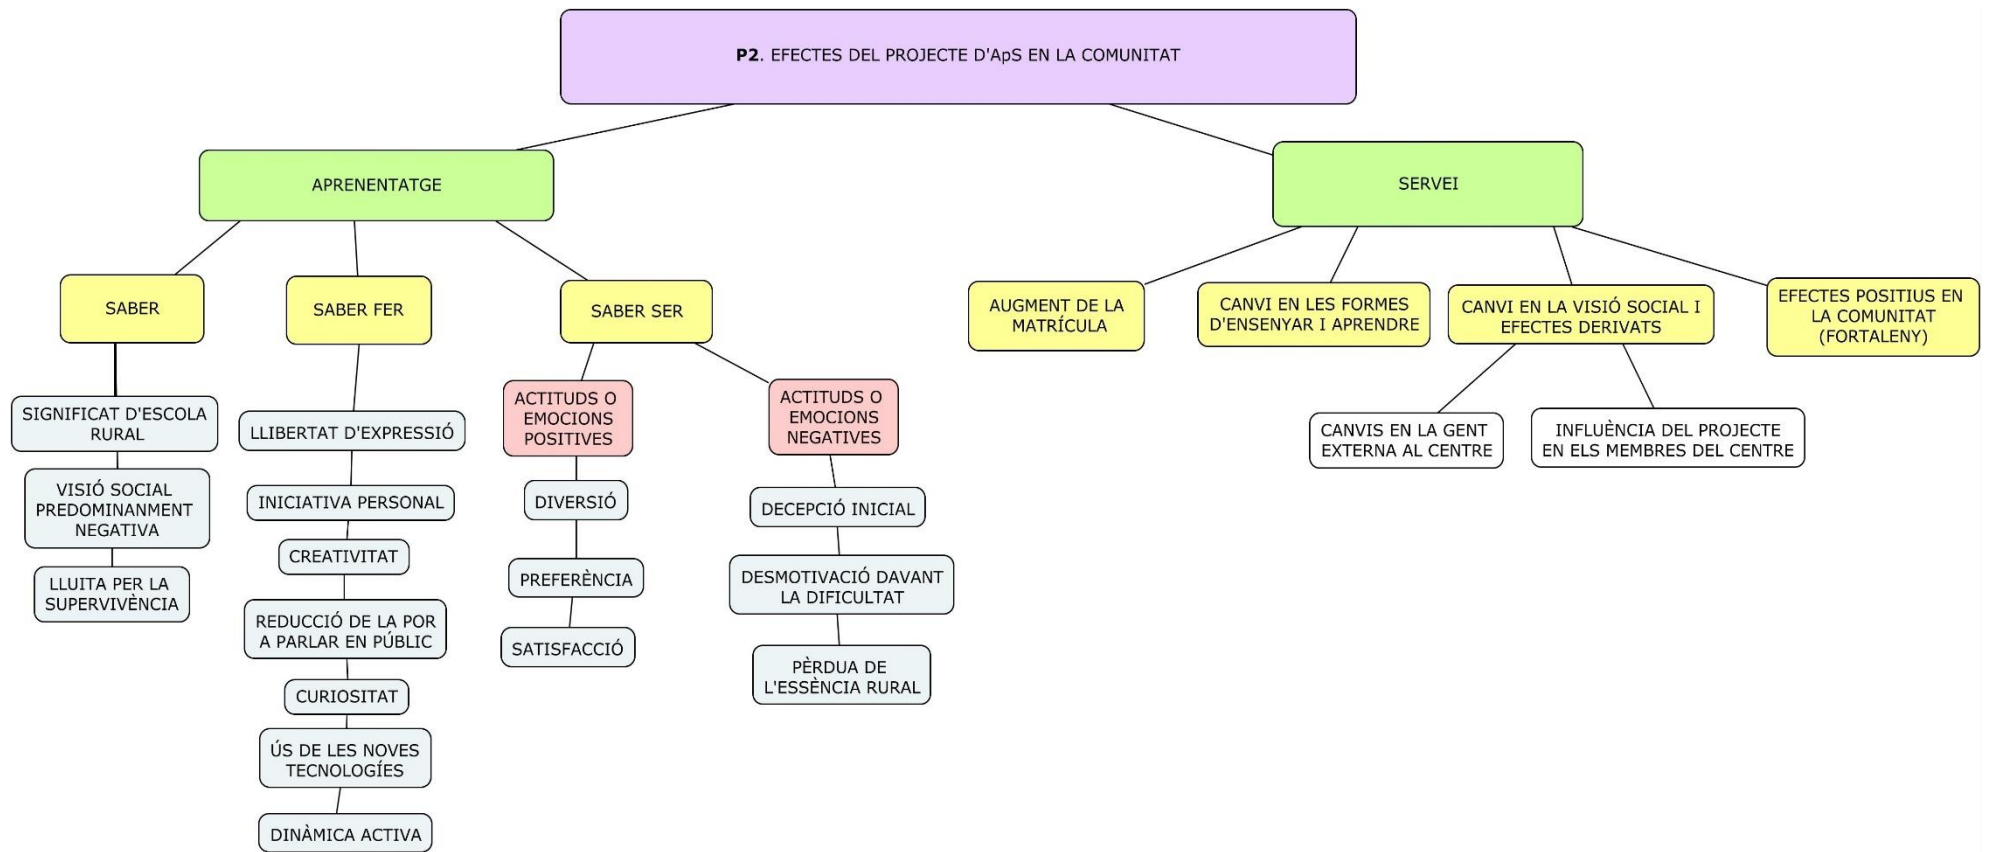 P2. EFECTES DEL PROJECTE D'ApS EN LA COMUNITAT
APRENENTATGE
SERVEI
SABER
SABER FER
SABER SER
AUGMENT DE LA
MATRÍCULA
CANVI EN LES FORMES
D'ENSENYAR I APRENDRE
CANVI EN LA VISIÓ SOCIAL I
EFECTES DERIVATS
EFECTES POSITIUS EN
LA COMUNITAT
(FORTALENY)
SIGNIFICAT D'ESCOLA
RURAL
VISIÓ SOCIAL
PREDOMINANMENT
NEGATIVA
LLUITA PER LA
SUPERVIVÈNCIA
LLIBERTAT D'EXPRESSIÓ
INICIATIVA PERSONAL
CREATIVITAT
REDUCCIÓ DE LA POR
A PARLAR EN PÚBLIC
CURIOSITAT
ÚS DE LES NOVES
TECNOLOGÍES
DINÀMICA ACTIVA
ACTITUDS O
EMOCIONS
POSITIVES
DIVERSIÓ
PREFERÈNCIA
SATISFACCIÓ
ACTITUDS O
EMOCIONS
NEGATIVES
DECEPCIÓ INICIAL
DESMOTIVACIÓ DAVANT
LA DIFICULTAT
PÈRDUA DE
L'ESSÈNCIA RURAL
CANVIS EN LA GENT
EXTERNA AL CENTRE
INFLUÈNCIA DEL PROJECTE
EN ELS MEMBRES DEL CENTRE